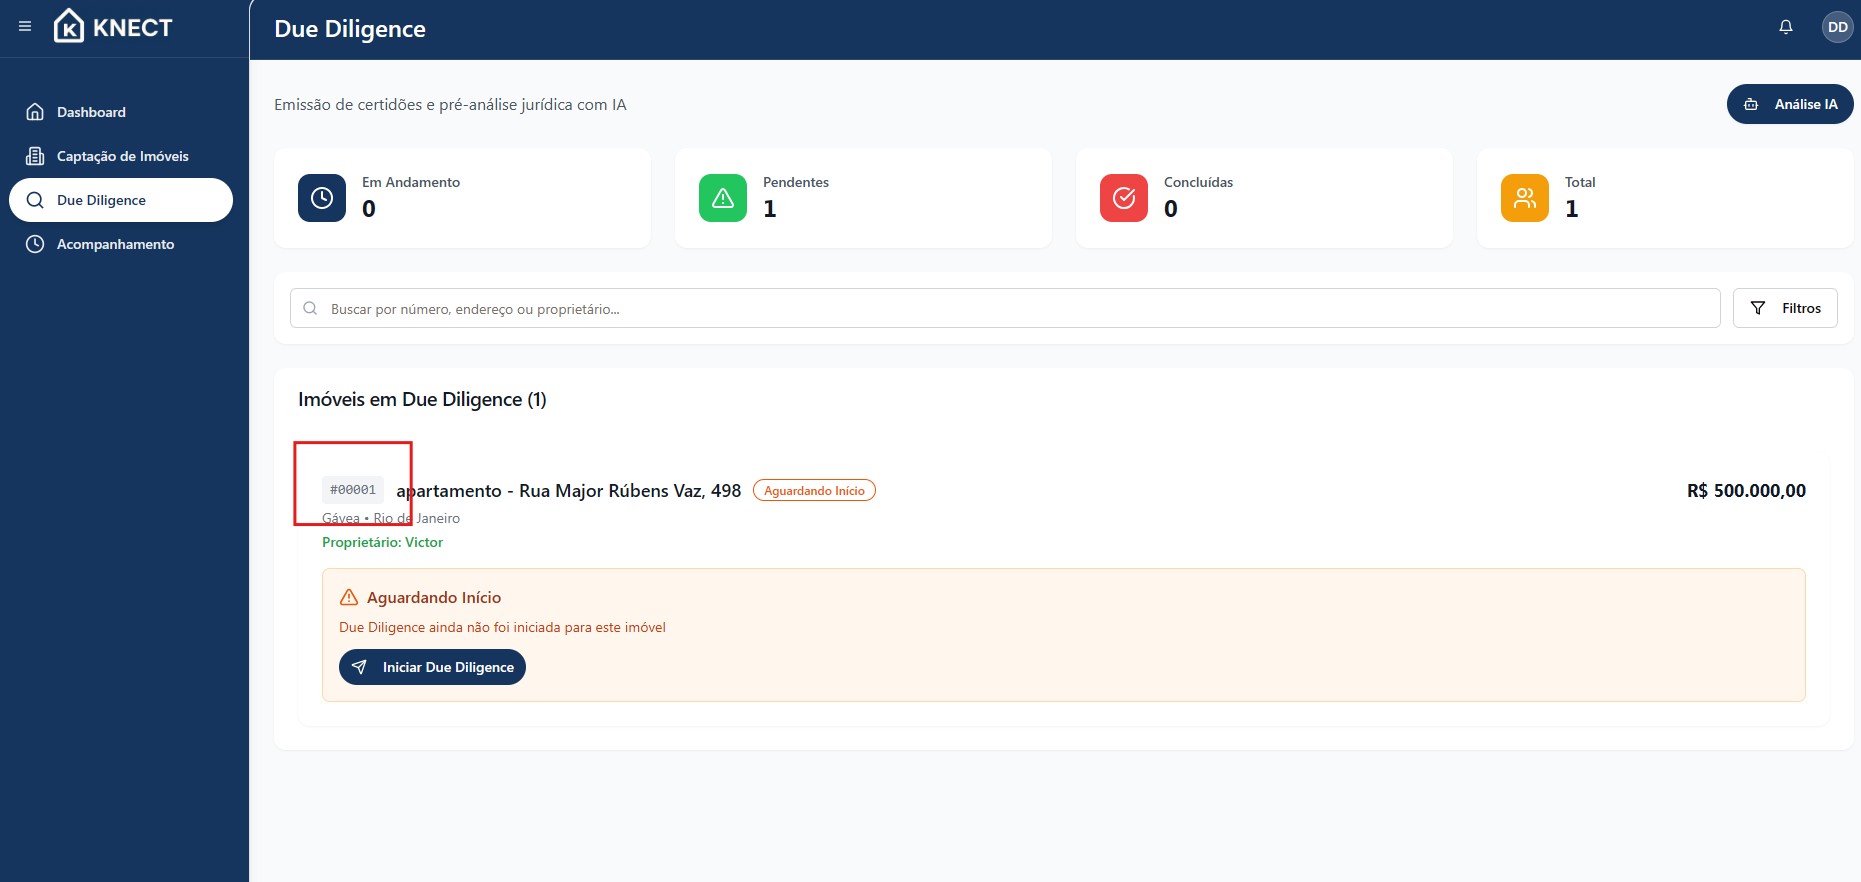 KNECT
Due Diligence
DD
Dashboard
Captação de Imóveis
Due Diligence
Acompanhamento
Emissão de certidões e pré-análise jurídica com IA
Análise IA
Em Andamento
0
Pendentes
1
Concluídas
0
Total
1
Buscar por número, endereço ou proprietário...
Filtros
Imóveis em Due Diligence (1)
#00001 apartamento - Rua Major Rúbens Vaz, 498 Aguardando Início R$ 500.000,00
Gávea • Rio de Janeiro
Proprietário: Victor
Aguardando Início
Due Diligence ainda não foi iniciada para este imóvel
Iniciar Due Diligence